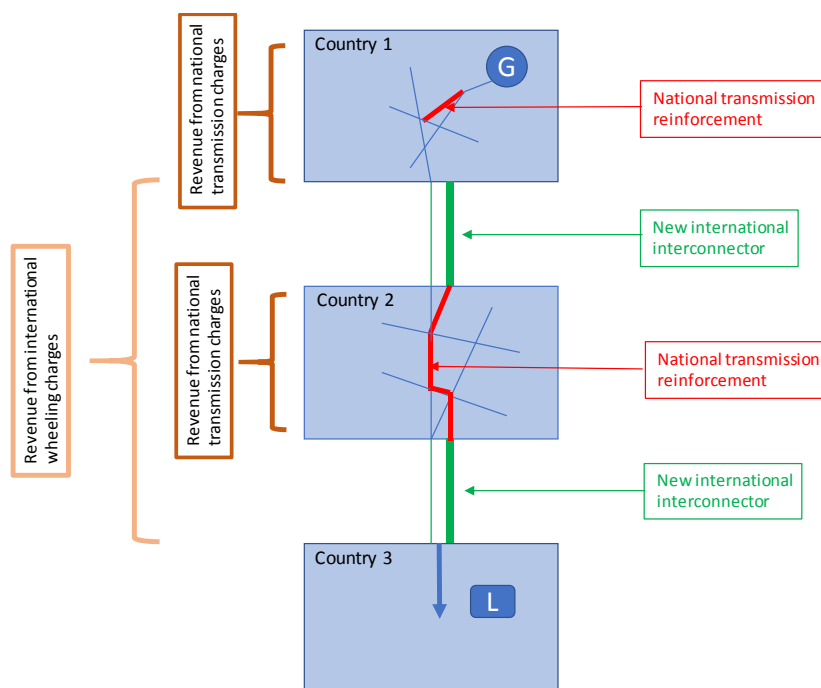 Country 1
G
Revenue from national
transmission charges
National transmission
reinforcement
New international
interconnector
Revenue from international
wheeling charges
Country 2
Revenue from national
transmission charges
National transmission
reinforcement
New international
interconnector
Country 3
L